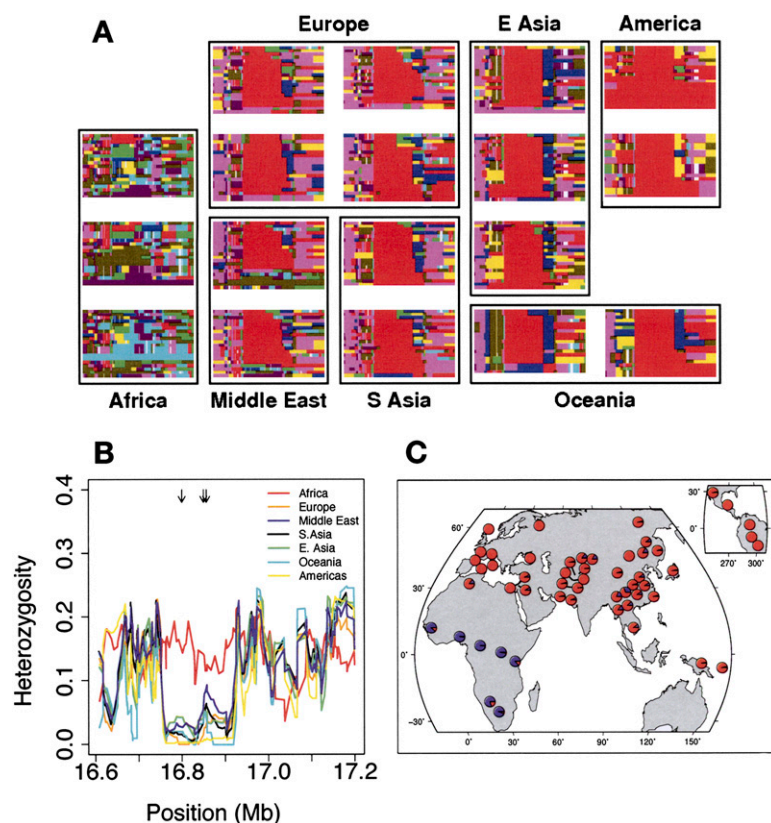 A
Europe
E Asia
America
Africa
Middle East
S Asia
Oceania
B
0.4
0.3
0.2
0.1
0.0
Heterozygosity
Africa
Europe
Middle East
S.Asia
E. Asia
Oceania
Americas
16.6
16.8
17.0
17.2
Position (Mb)
C
60˚
30˚
0˚
−30˚
0˚
30˚
60˚
90˚
120˚
150˚
30˚
0˚
270˚
300˚